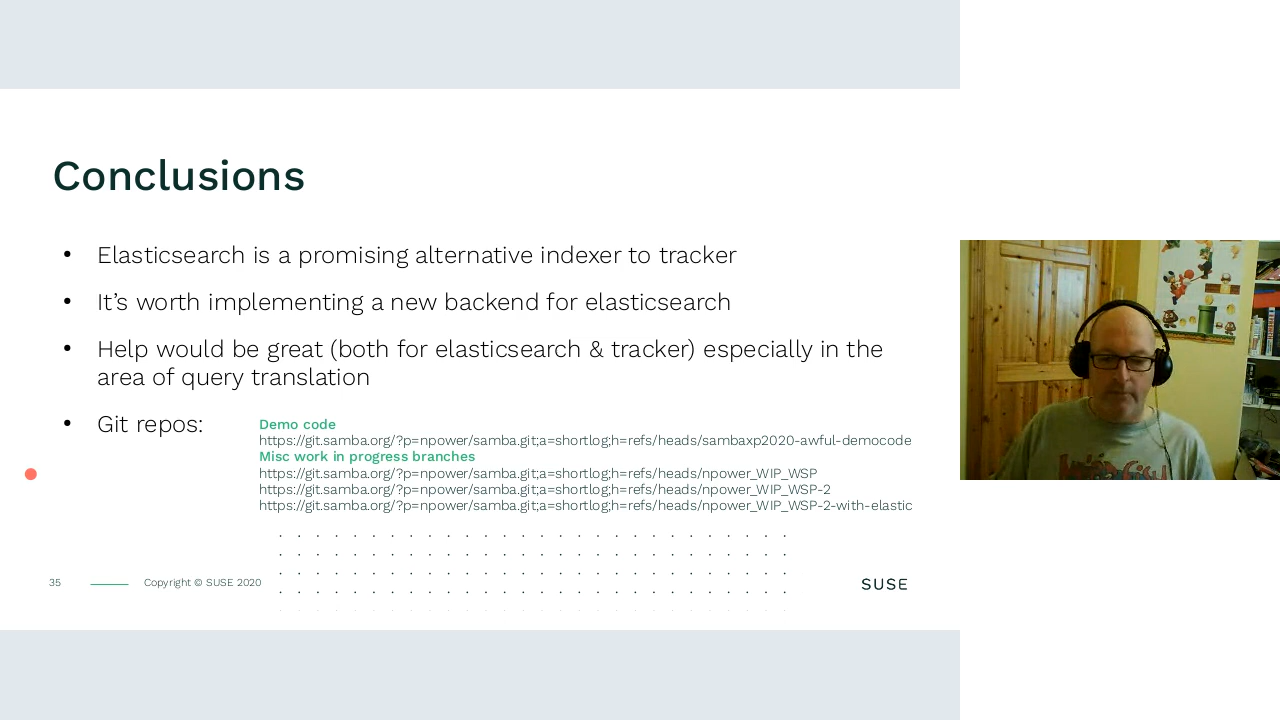 Conclusions
• Elasticsearch is a promising alternative indexer to tracker
• It’s worth implementing a new backend for elasticsearch
• Help would be great (both for elasticsearch & tracker) especially in the
area of query translation
• Git repos:
Demo code
https://git.samba.org/?p=npower/samba.git;a=shortlog;h=refs/heads/sambaxp2020-awful-democode
Misc work in progress branches
https://git.samba.org/?p=npower/samba.git;a=shortlog;h=refs/heads/npower_WIP_WSP
https://git.samba.org/?p=npower/samba.git;a=shortlog;h=refs/heads/npower_WIP_WSP-2
https://git.samba.org/?p=npower/samba.git;a=shortlog;h=refs/heads/npower_WIP_WSP-2-with-elastic
35
Copyright © SUSE 2020
SUSE